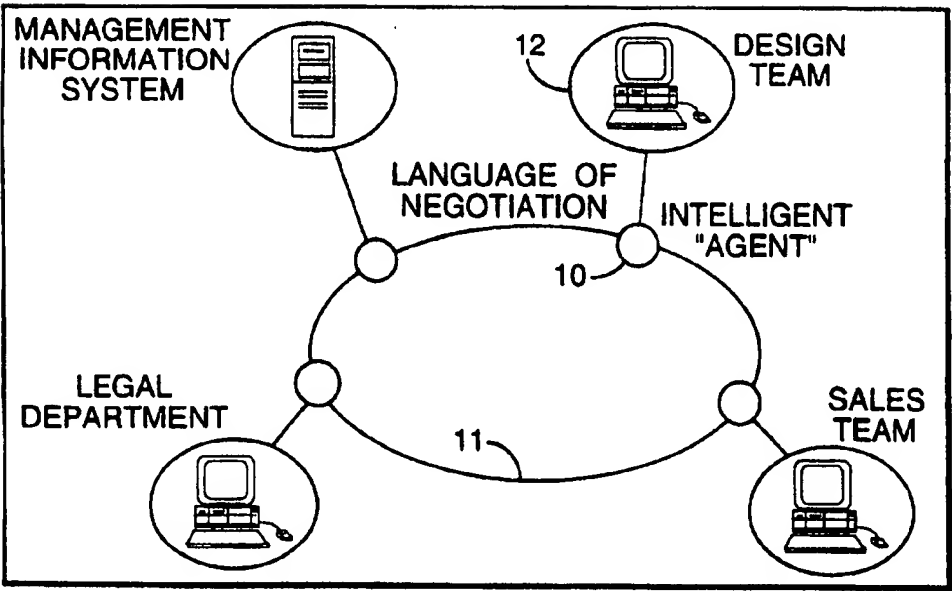 MANAGEMENT
INFORMATION
SYSTEM
12
DESIGN
TEAM
LANGUAGE OF
NEGOTIATION
INTELLIGENT
"AGENT"
10
LEGAL
DEPARTMENT
11
SALES
TEAM